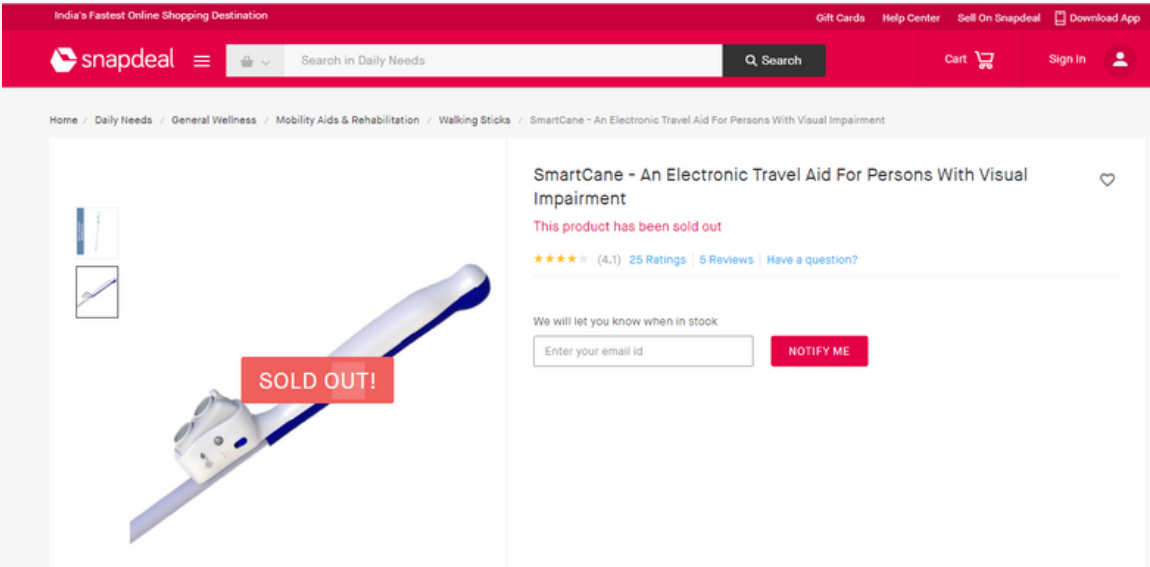 India's Fastest Online Shopping Destination
Gift Cards Help Center Sell On Snapdeal Download App
snapdeal
Search in Daily Needs
Search
Cart
Sign In
Home / Daily Needs / General Wellness / Mobility Aids & Rehabilitation / Walking Sticks / SmartCane - An Electronic Travel Aid For Persons With Visual Impairment
SmartCane - An Electronic Travel Aid For Persons With Visual
Impairment
This product has been sold out
(4.1) 25 Ratings | 5 Reviews | Have a question?
We will let you know when in stock
Enter your email id
NOTIFY ME
SOLD OUT!